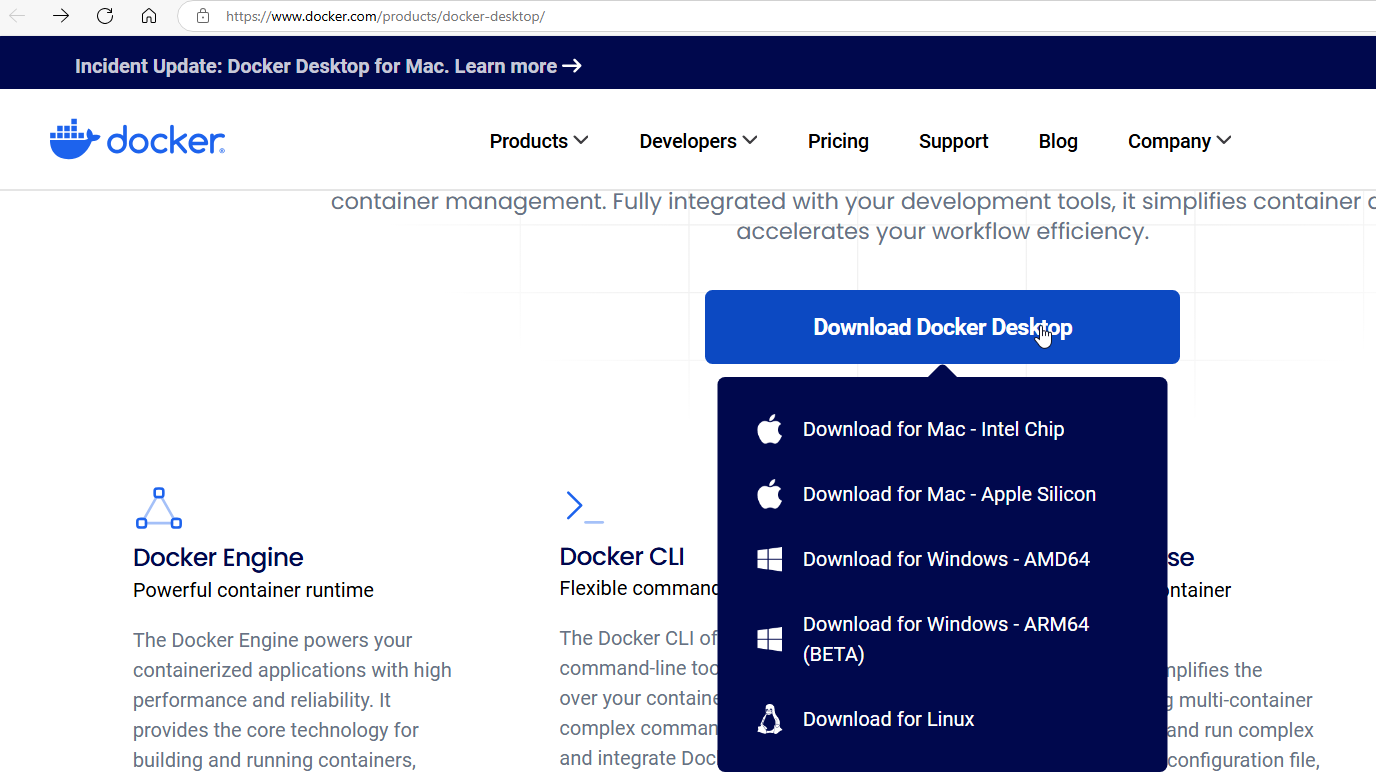 https://www.docker.com/products/docker-desktop/
Incident Update: Docker Desktop for Mac. Learn more →
docker
Products Developers Pricing Support Blog Company
container management. Fully integrated with your development tools, it simplifies container
accelerates your workflow efficiency.
Download Docker Desktop
Download for Mac - Intel Chip
Download for Mac - Apple Silicon
Download for Windows - AMD64
Download for Windows - ARM64
(BETA)
Download for Linux
Docker Engine
Powerful container runtime
The Docker Engine powers your
containerized applications with high
performance and reliability. It
provides the core technology for
building and running containers,
Docker CLI
Flexible command
The Docker CLI of
command-line too
over your containe
complex comman
and integrate Doc
se
ontainer
nplifies the
g multi-container
and run complex
configuration file,